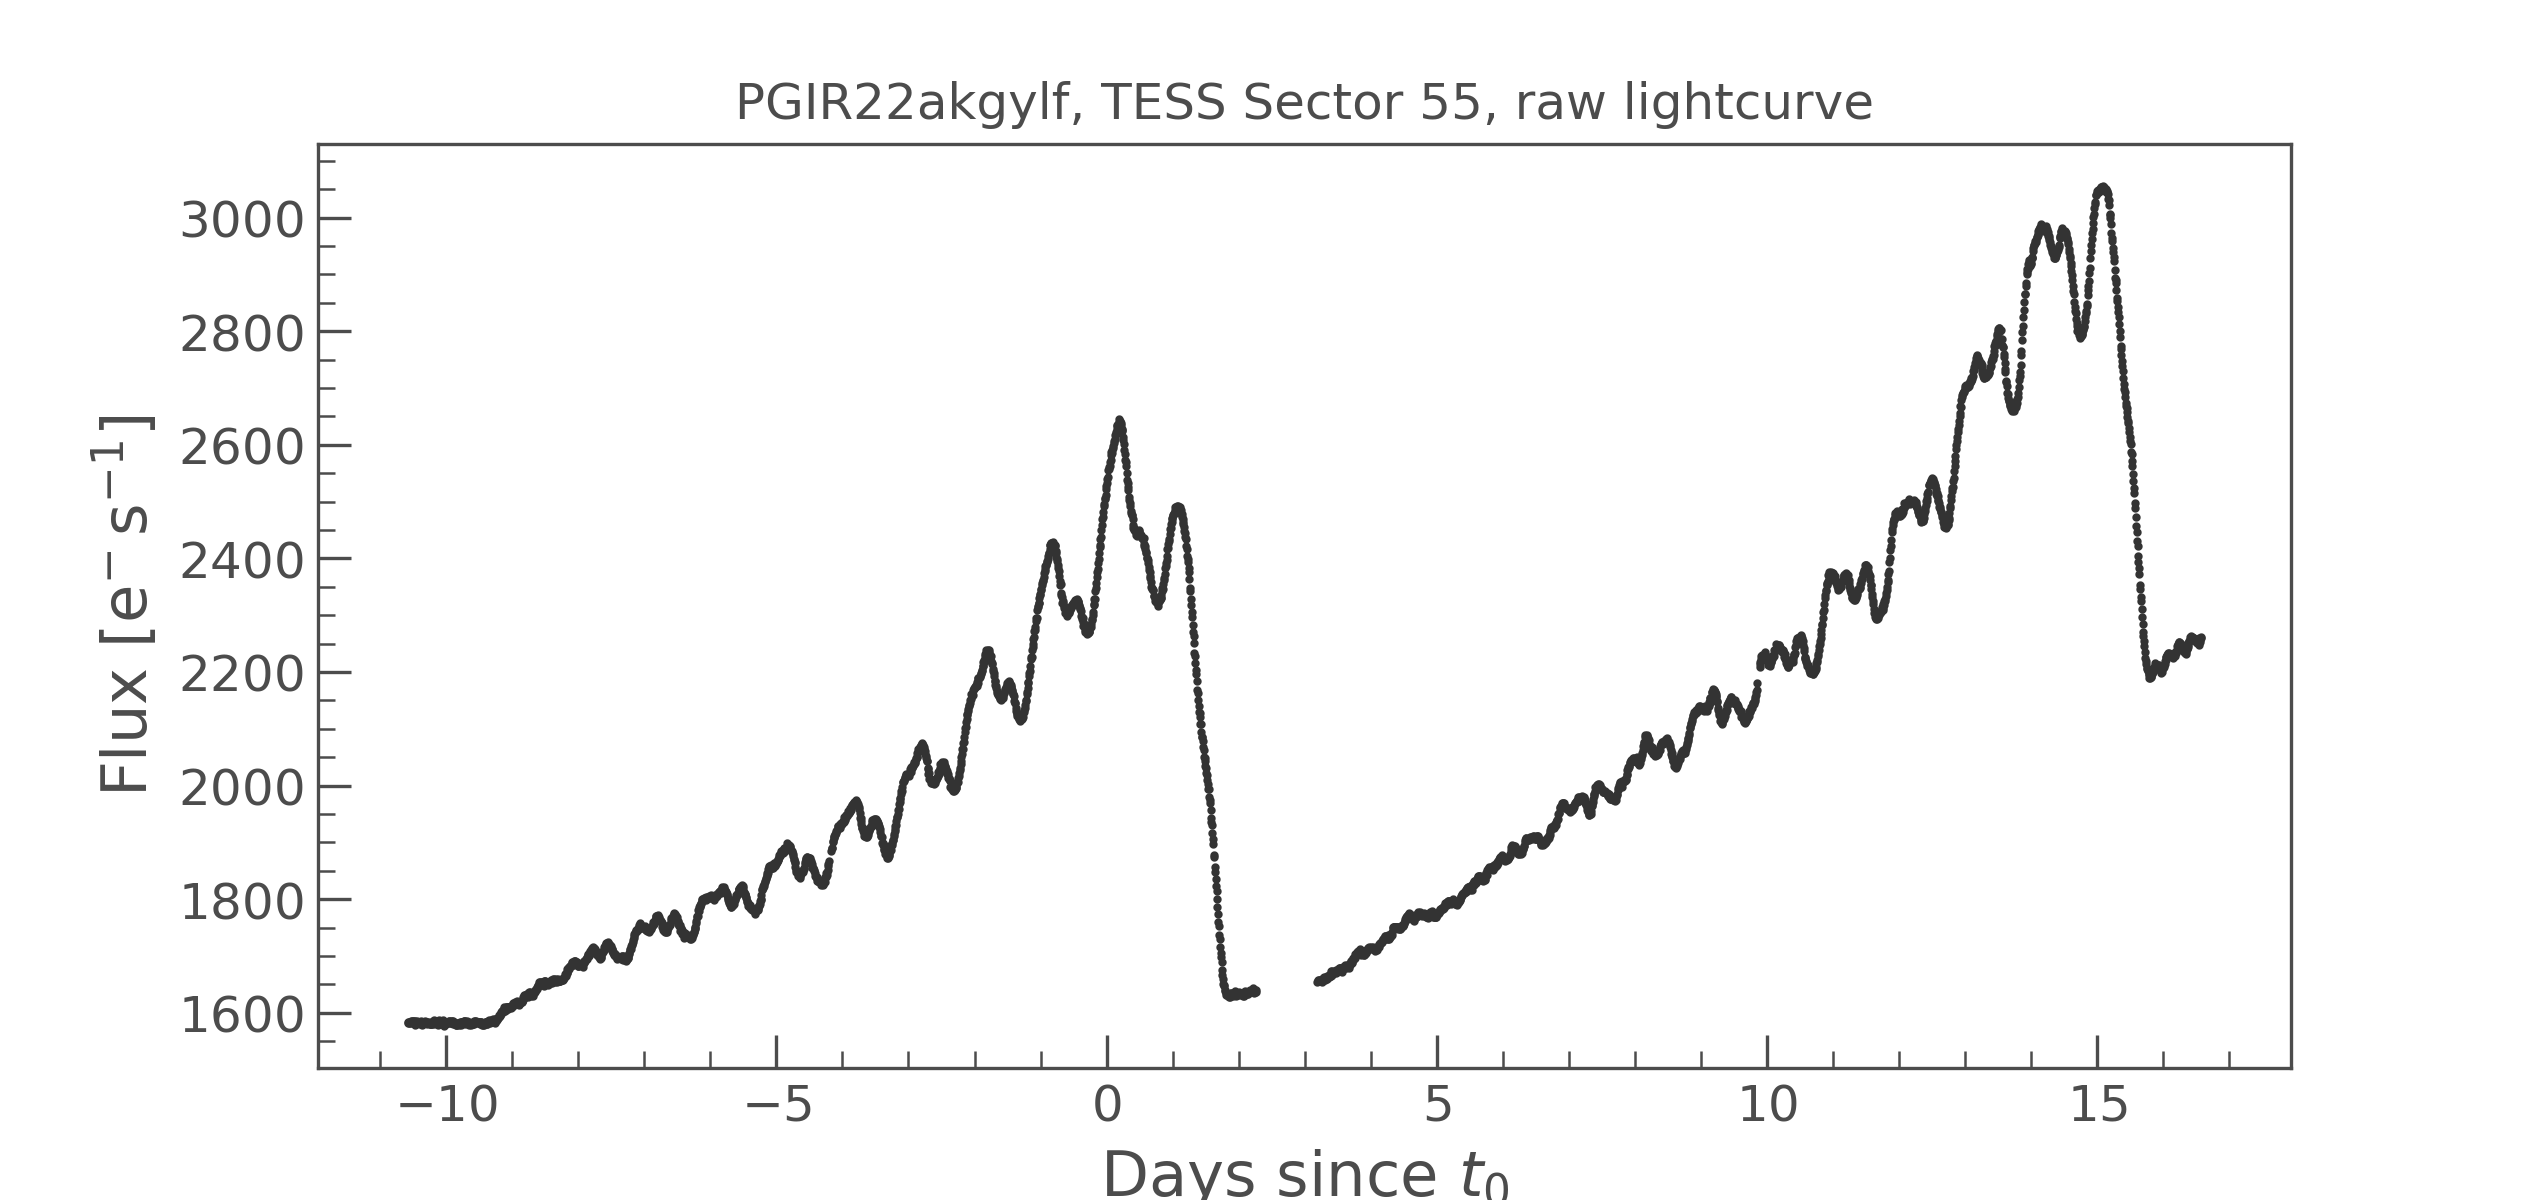 PGIR22akgylf, TESS Sector 55, raw lightcurve
3000
2800
2600
2400
2200
2000
1800
1600
Flux [e⁻ s⁻¹]
−10 −5 0 5 10 15
Days since t₀